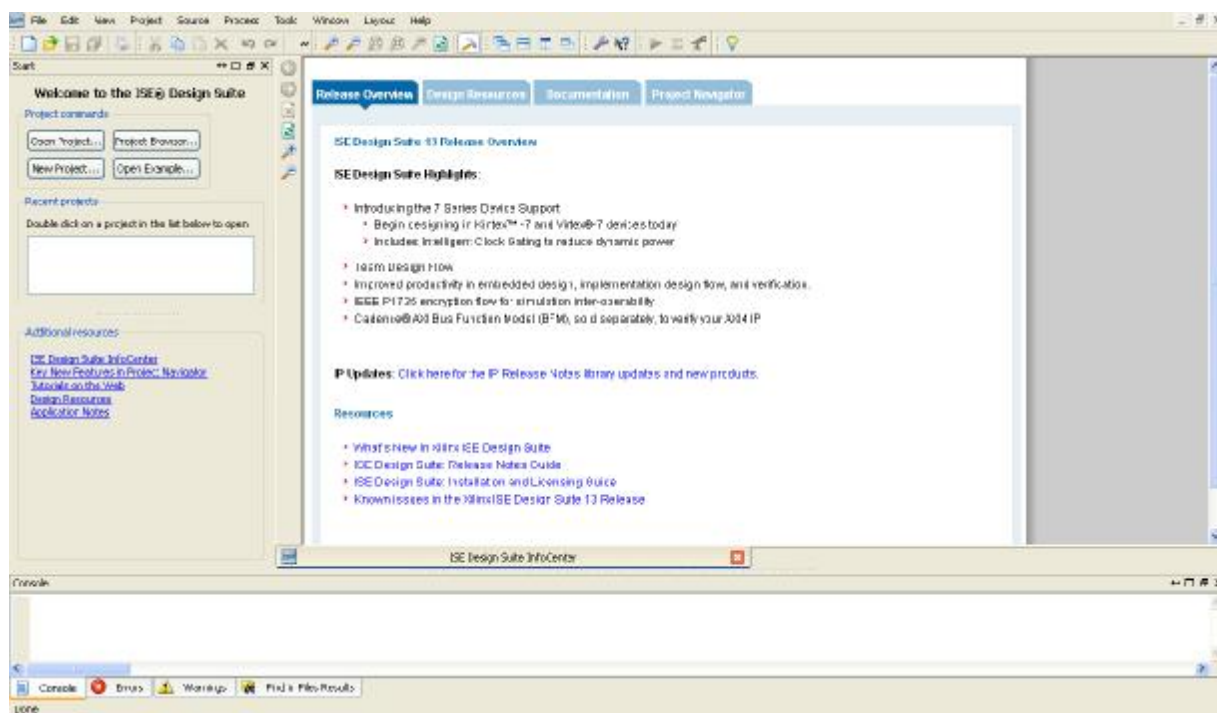 File Edit View Project Source Process Tools Window Layout Help
Start
Welcome to the ISE® Design Suite
Project commands
Open Project... Project Browser...
New Project... Open Example...
Recent projects
Double click on a project in the list below to open
Additional resources
ISE Design Suite InfoCenter
Key New Features in Project Navigator
Tutorials on the Web
Design Resources
Application Notes
Release Overview Design Resources Documentation Project Navigator
ISE Design Suite 13 Release Overview
ISE Design Suite Highlights:
Introducing the 7 Series Device Support
Begin designing in Kintex™-7 and Virtex®-7 devices today
Includes Intelligent Clock Gating to reduce dynamic power
Team Design Flow
Improved productivity in embedded design, implementation design flow, and verification.
IEEE P1735 encryption flow for simulation inter-operability
Cadence® AXI Bus Function Model (BFM), sold separately, to verify your AXI4 IP
IP Updates: Click here for the IP Release Notes library updates and new products.
Resources
What's New in Xilinx ISE Design Suite
ISE Design Suite: Release Notes Guide
ISE Design Suite: Installation and Licensing Guide
Known issues in the Xilinx ISE Design Suite 13 Release
ISE Design Suite InfoCenter
Console
Console Errors Warnings Find in Files Results
Done